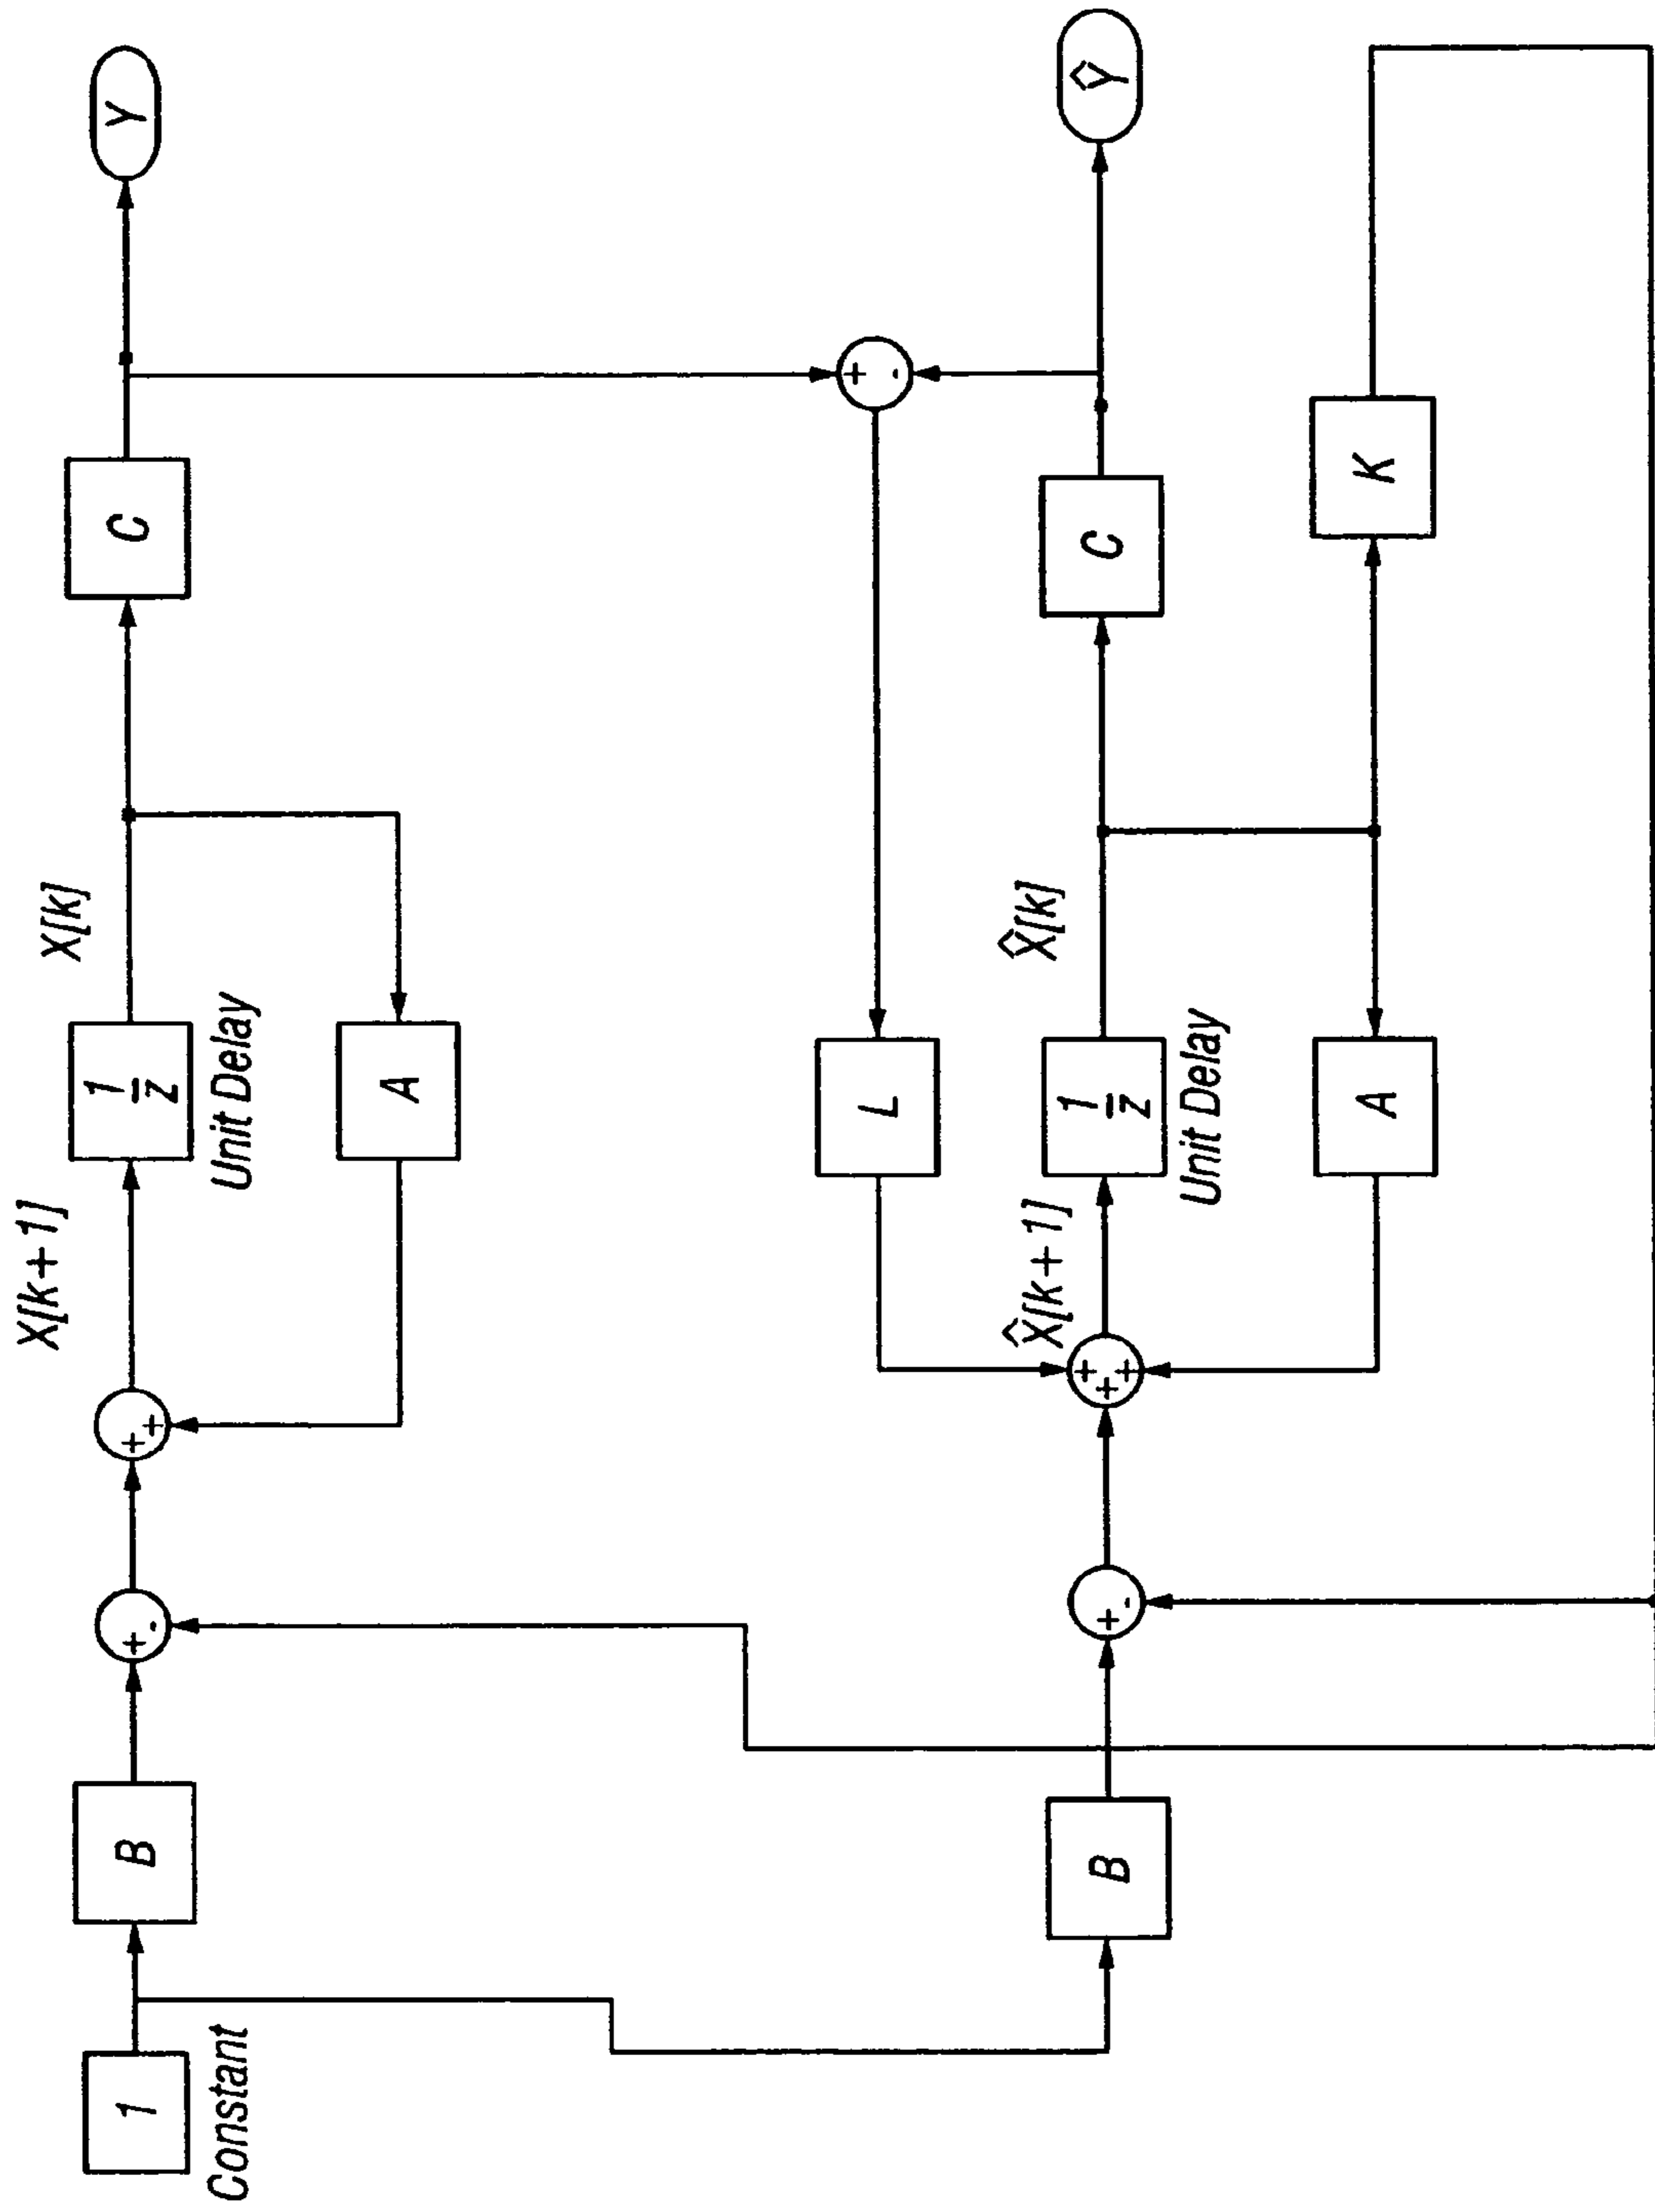 1
Constant
B
+
-
+
+
X[k+1]
1
z
Unit Delay
X[k]
A
C
Y
+
-
L
B
+
-
+
+
+
X̂[k+1]
1
z
Unit Delay
X̂[k]
A
C
Ŷ
K